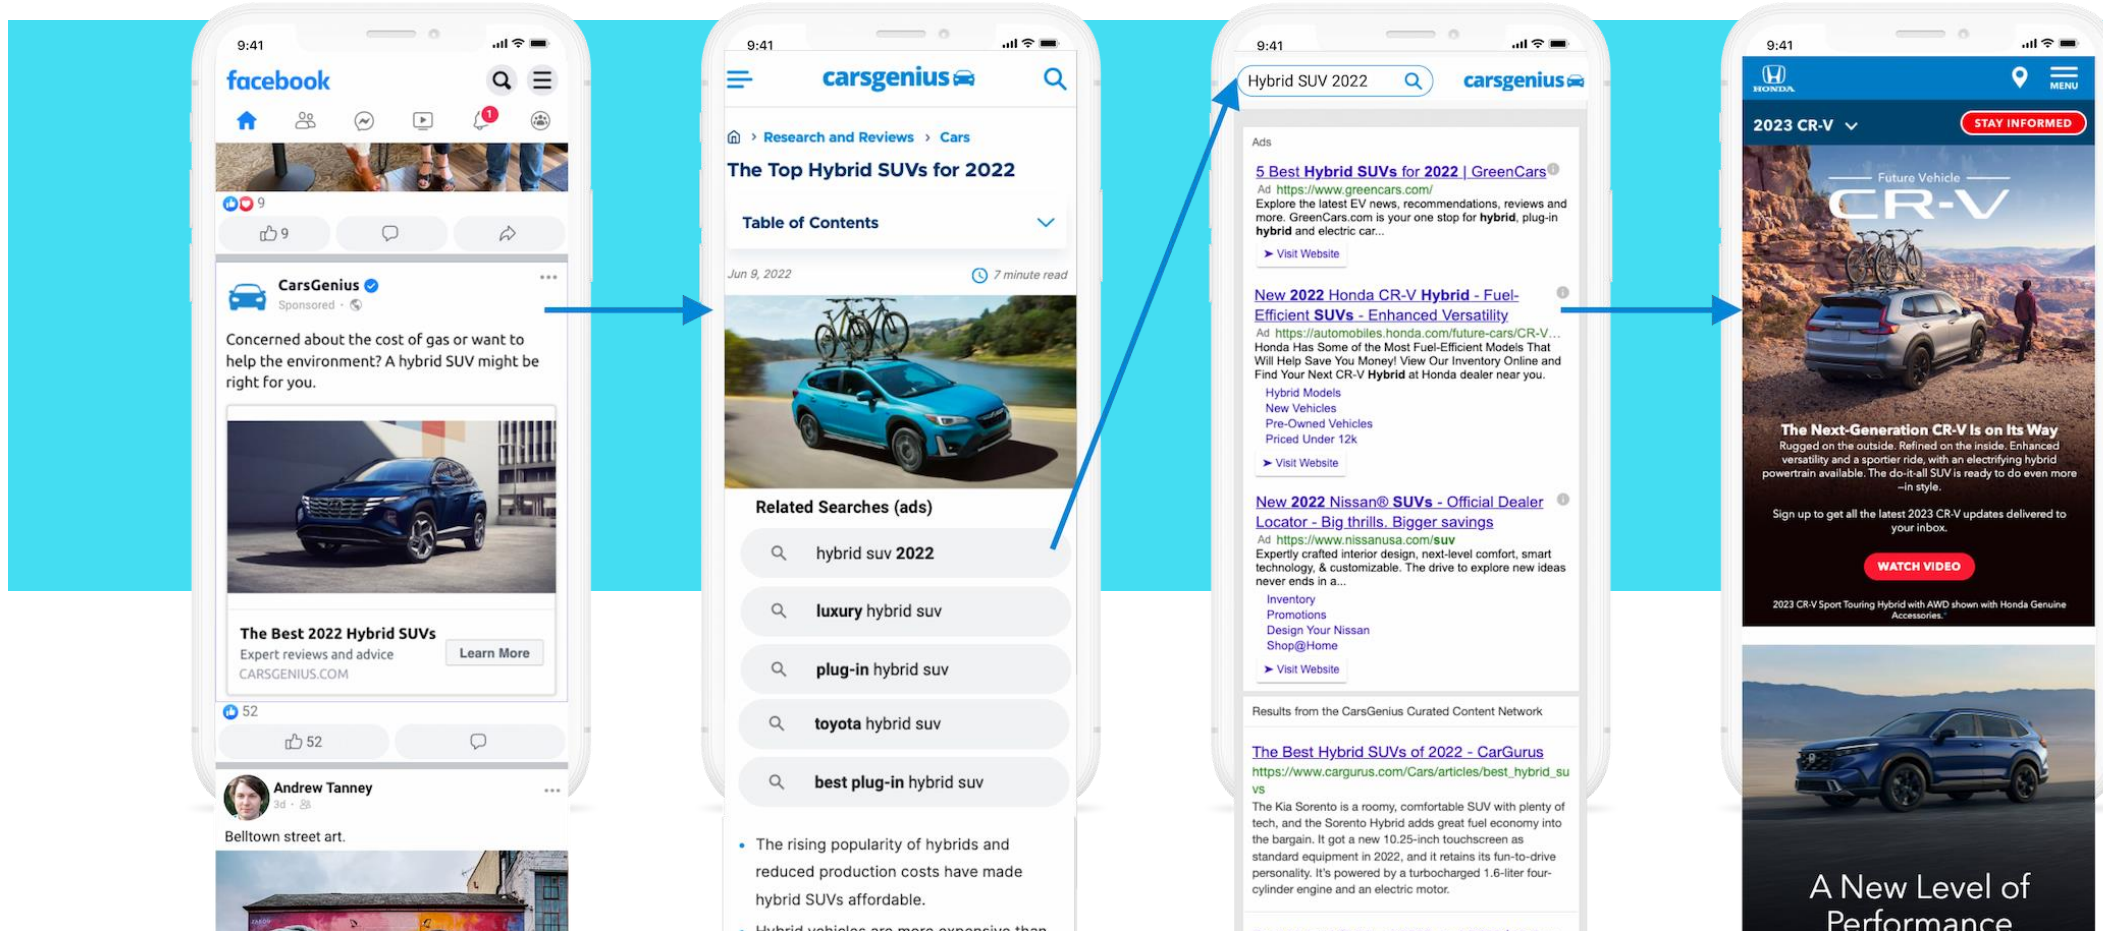 9:41
facebook
1
9
9
CarsGenius
Sponsored ·
Concerned about the cost of gas or want to
help the environment? A hybrid SUV might be
right for you.
The Best 2022 Hybrid SUVs
Expert reviews and advice
CARSGENIUS.COM
Learn More
52
52
Andrew Tanney
3d ·
Belltown street art.
9:41
carsgenius
> Research and Reviews > Cars
The Top Hybrid SUVs for 2022
Table of Contents
Jun 9, 2022
7 minute read
Related Searches (ads)
hybrid suv 2022
luxury hybrid suv
plug-in hybrid suv
toyota hybrid suv
best plug-in hybrid suv
• The rising popularity of hybrids and
reduced production costs have made
hybrid SUVs affordable.
• Hybrid vehicles are more expensive than
9:41
Hybrid SUV 2022
carsgenius
Ads
5 Best Hybrid SUVs for 2022 | GreenCars
Ad https://www.greencars.com/
Explore the latest EV news, recommendations, reviews and
more. GreenCars.com is your one stop for hybrid, plug-in
hybrid and electric car...
➤ Visit Website
New 2022 Honda CR-V Hybrid - Fuel-
Efficient SUVs - Enhanced Versatility
Ad https://automobiles.honda.com/future-cars/CR-V...
Honda Has Some of the Most Fuel-Efficient Models That
Will Help Save You Money! View Our Inventory Online and
Find Your Next CR-V Hybrid at Honda dealer near you.
Hybrid Models
New Vehicles
Pre-Owned Vehicles
Priced Under 12k
➤ Visit Website
New 2022 Nissan® SUVs - Official Dealer
Locator - Big thrills. Bigger savings
Ad https://www.nissanusa.com/suv
Expertly crafted interior design, next-level comfort, smart
technology, & customizable. The drive to explore new ideas
never ends in a...
Inventory
Promotions
Design Your Nissan
Shop@Home
➤ Visit Website
Results from the CarsGenius Curated Content Network
The Best Hybrid SUVs of 2022 - CarGurus
https://www.cargurus.com/Cars/articles/best_hybrid_su
vs
The Kia Sorento is a roomy, comfortable SUV with plenty of
tech, and the Sorento Hybrid adds great fuel economy into
the bargain. It got a new 10.25-inch touchscreen as
standard equipment in 2022, and it retains its fun-to-drive
personality. It's powered by a turbocharged 1.6-liter four-
cylinder engine and an electric motor.
9:41
HONDA
MENU
2023 CR-V
STAY INFORMED
Future Vehicle
CR-V
The Next-Generation CR-V Is on Its Way
Rugged on the outside. Refined on the inside. Enhanced
versatility and a sportier ride, with an electrifying hybrid
powertrain available. The do-it-all SUV is ready to do even more
–in style.
Sign up to get all the latest 2023 CR-V updates delivered to
your inbox.
WATCH VIDEO
2023 CR-V Sport Touring Hybrid with AWD shown with Honda Genuine
Accessories.*
A New Level of
Performance